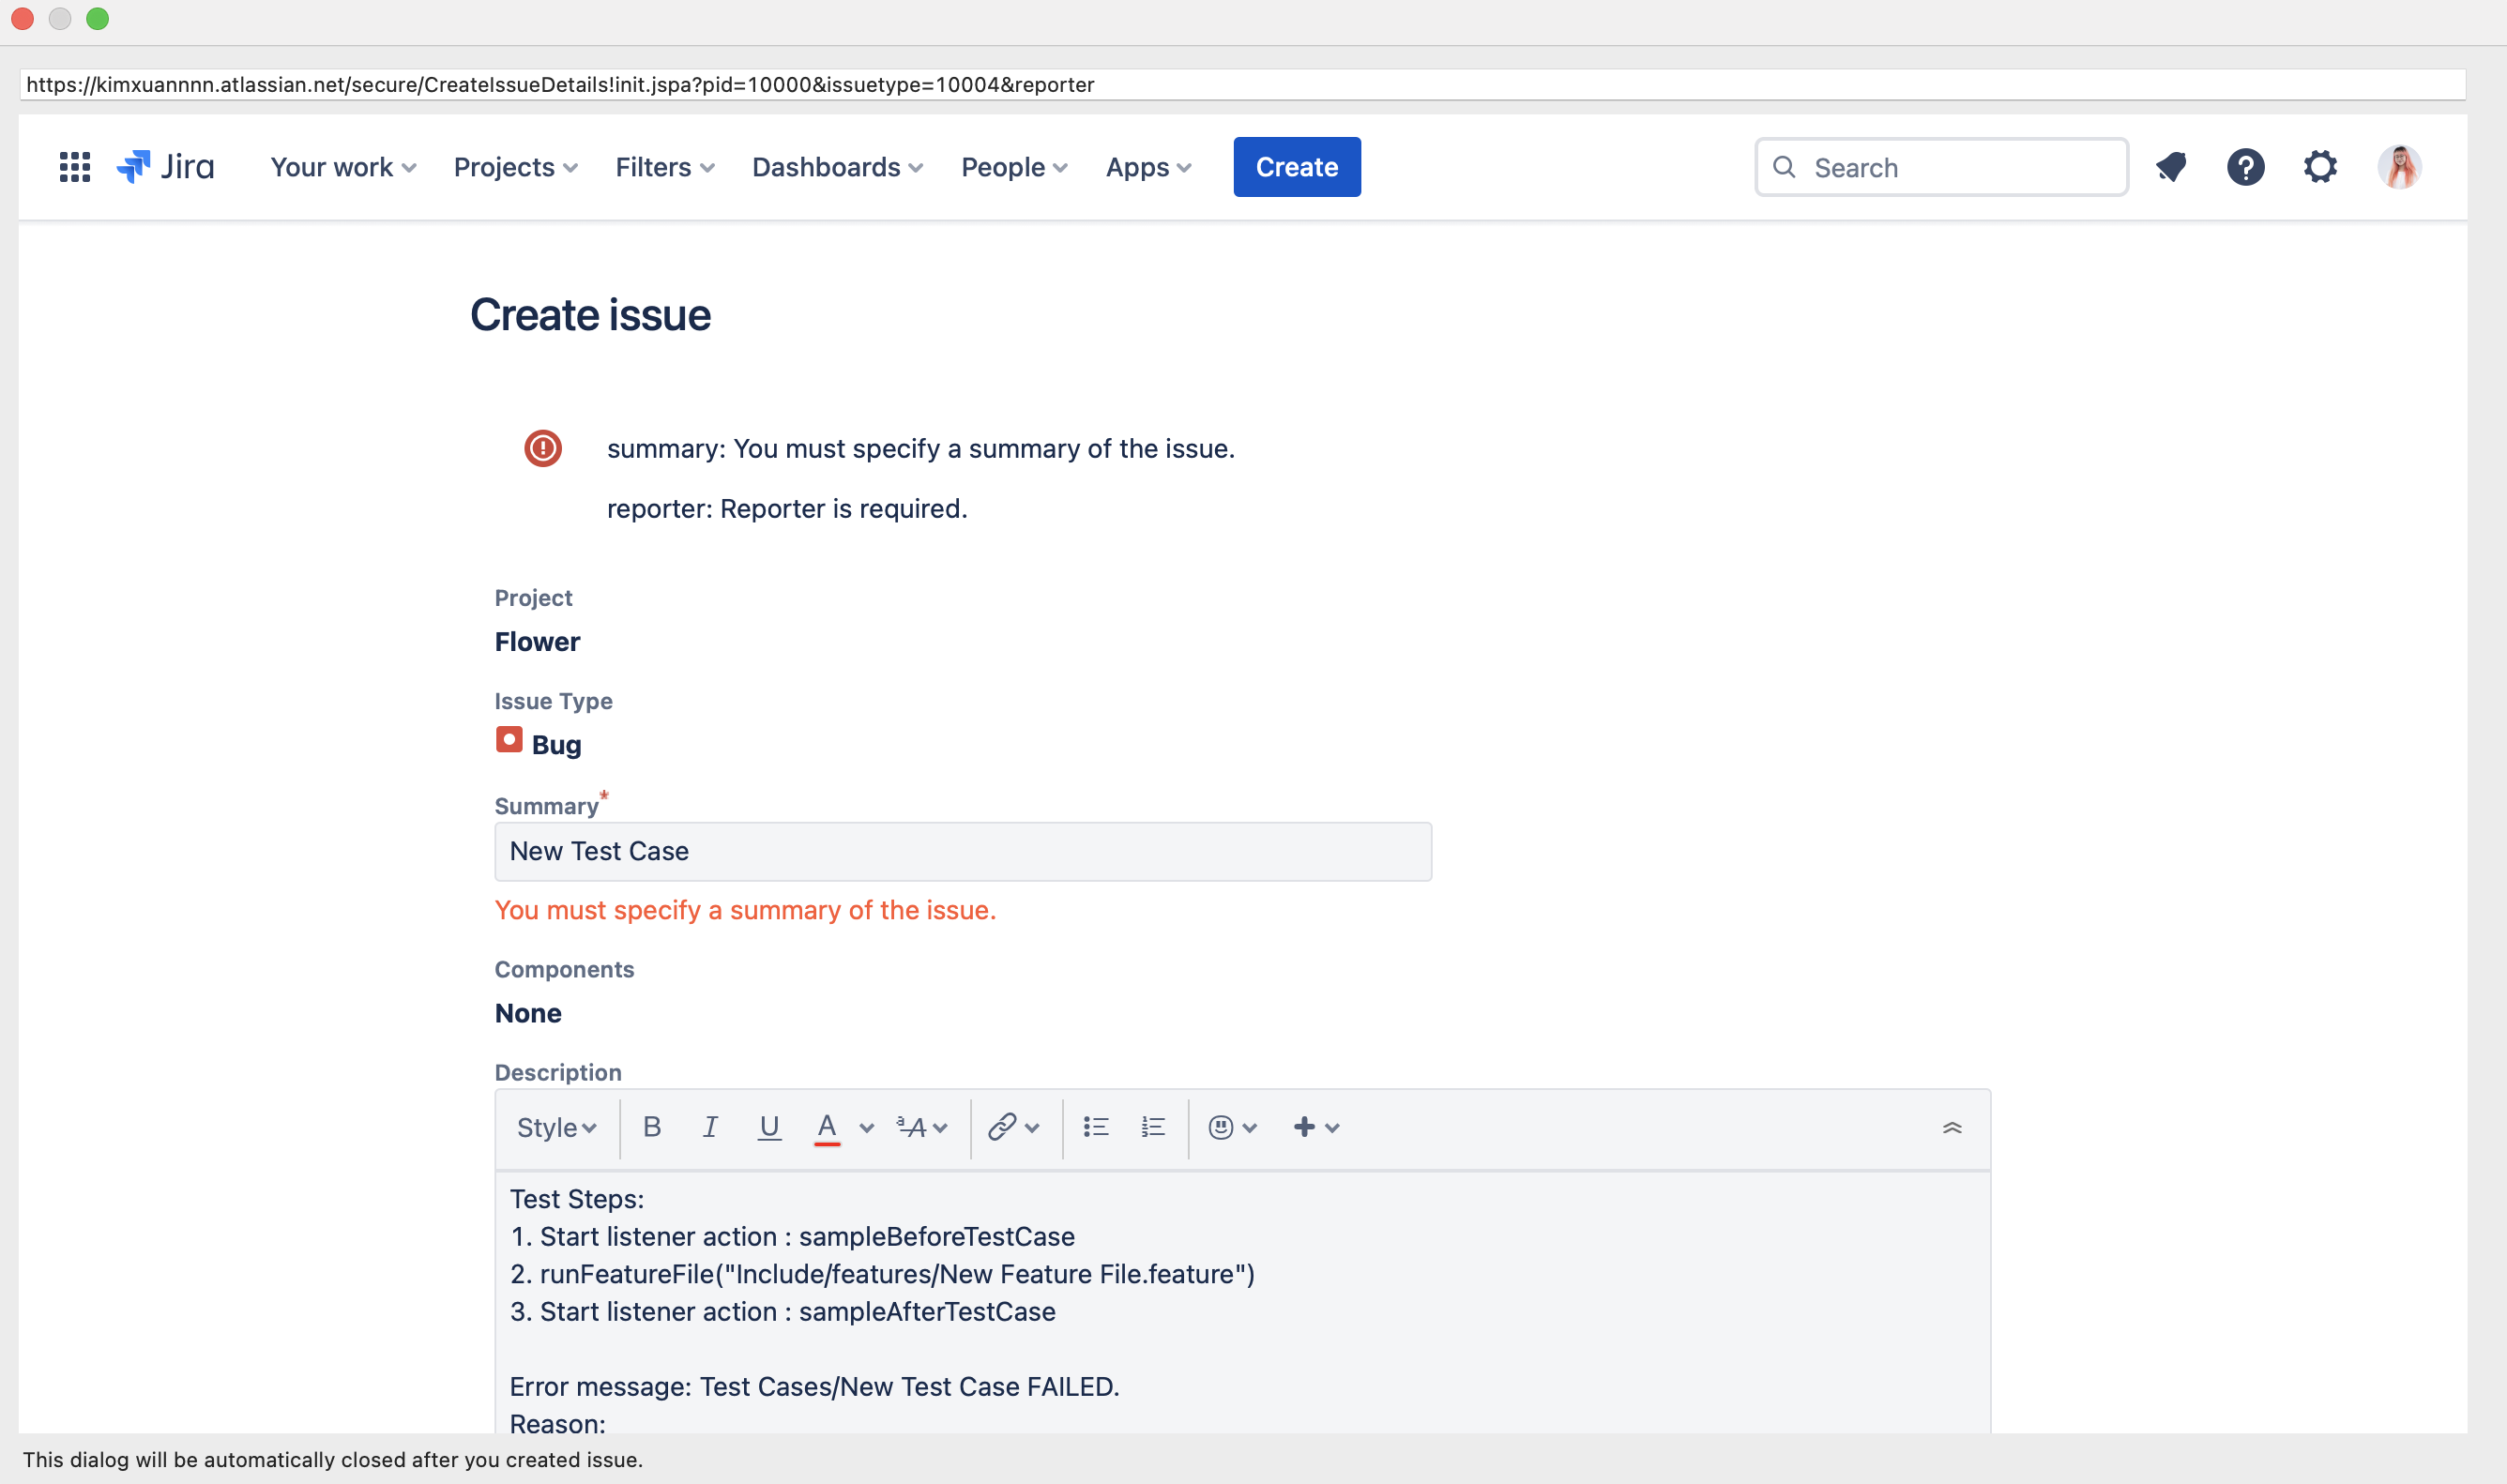 https://kimxuannnn.atlassian.net/secure/CreateIssueDetails!init.jspa?pid=10000&issuetype=10004&reporter
Jira Your work Projects Filters Dashboards People Apps Create Search
Create issue
summary: You must specify a summary of the issue.
reporter: Reporter is required.
Project
Flower
Issue Type
Bug
Summary*
New Test Case
You must specify a summary of the issue.
Components
None
Description
Style B I U A
Test Steps:
1. Start listener action : sampleBeforeTestCase
2. runFeatureFile("Include/features/New Feature File.feature")
3. Start listener action : sampleAfterTestCase
Error message: Test Cases/New Test Case FAILED.
Reason:
This dialog will be automatically closed after you created issue.